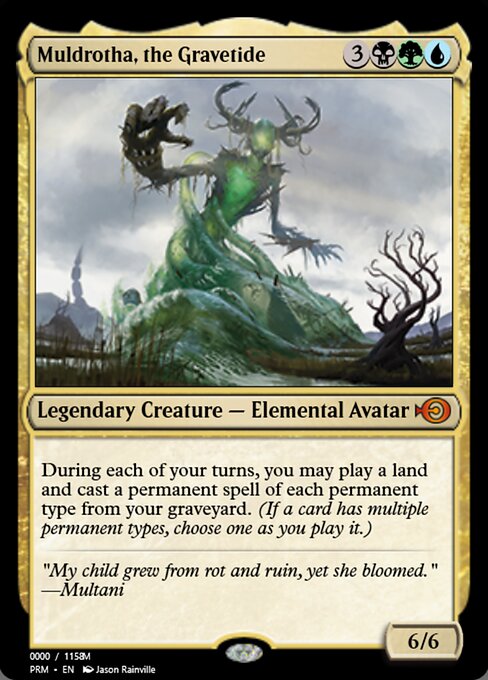 Muldrotha, the Gravetide 3
Legendary Creature — Elemental Avatar
During each of your turns, you may play a land
and cast a permanent spell of each permanent
type from your graveyard. (If a card has multiple
permanent types, choose one as you play it.)
"My child grew from rot and ruin, yet she bloomed."
—Multani
6/6
0000 / 1158M
PRM • EN Jason Rainville